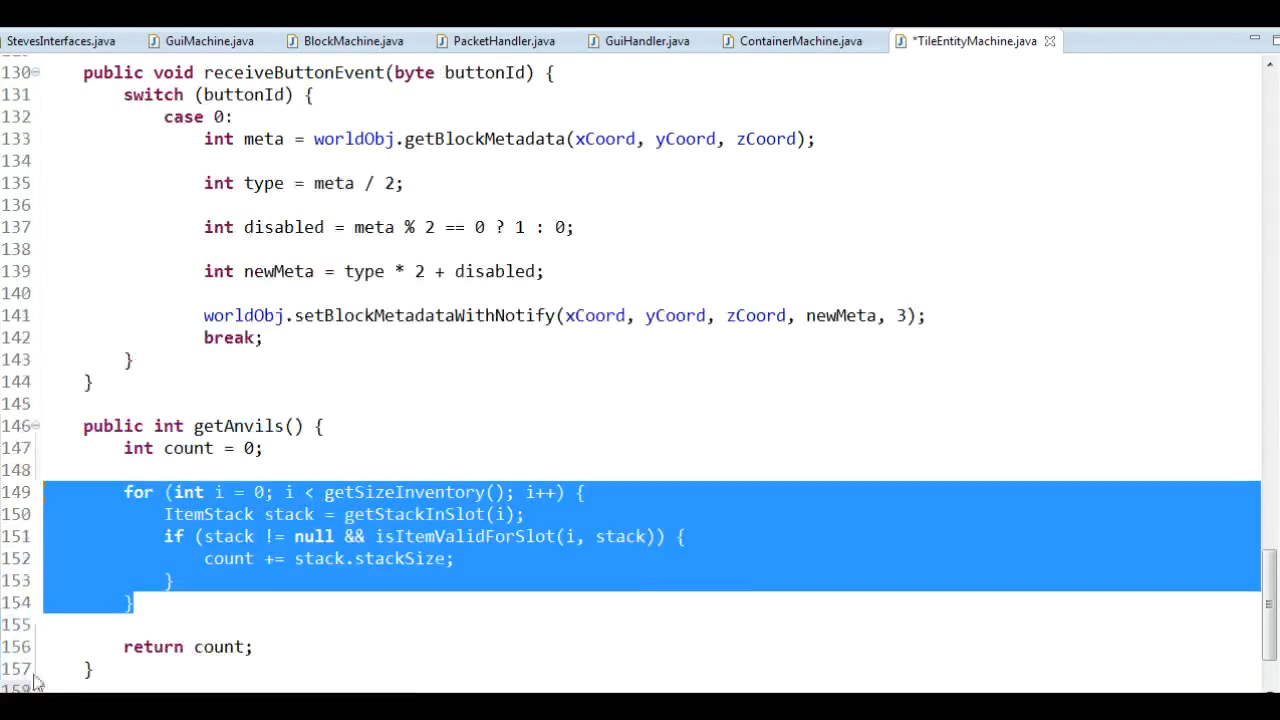 StevesInterfaces.java GuiMachine.java BlockMachine.java PacketHandler.java GuiHandler.java ContainerMachine.java *TileEntityMachine.java
130 public void receiveButtonEvent(byte buttonId) {
131 switch (buttonId) {
132 case 0:
133 int meta = worldObj.getBlockMetadata(xCoord, yCoord, zCoord);
134
135 int type = meta / 2;
136
137 int disabled = meta % 2 == 0 ? 1 : 0;
138
139 int newMeta = type * 2 + disabled;
140
141 worldObj.setBlockMetadataWithNotify(xCoord, yCoord, zCoord, newMeta, 3);
142 break;
143 }
144 }
145
146 public int getAnvils() {
147 int count = 0;
148
149 for (int i = 0; i < getSizeInventory(); i++) {
150 ItemStack stack = getStackInSlot(i);
151 if (stack != null && isItemValidForSlot(i, stack)) {
152 count += stack.stackSize;
153 }
154 }
155
156 return count;
157 }
158